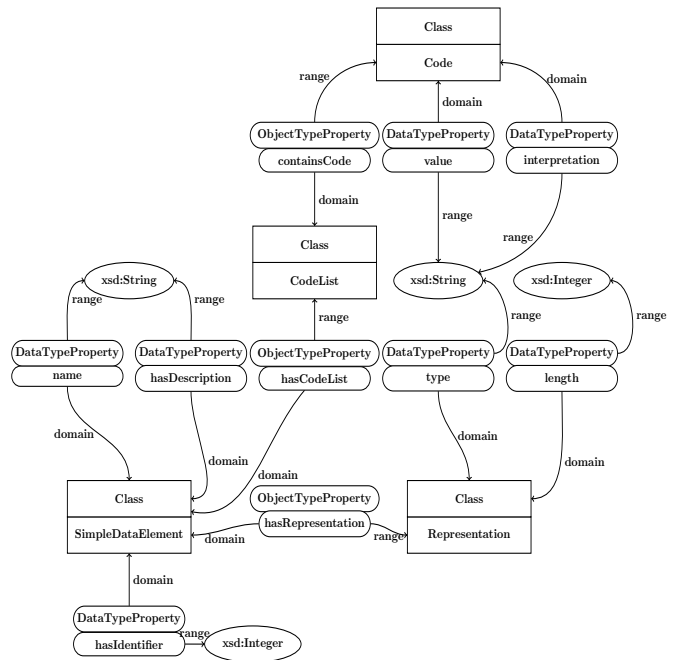 Class
Code
range
domain
domain
ObjectTypeProperty
containsCode
DataTypeProperty
value
DataTypeProperty
interpretation
domain
range
range
Class
CodeList
xsd:String
xsd:String
xsd:Integer
range
range
range
range
range
DataTypeProperty
name
DataTypeProperty
hasDescription
ObjectTypeProperty
hasCodeList
DataTypeProperty
type
DataTypeProperty
length
domain
domain
domain
domain
domain
Class
SimpleDataElement
ObjectTypeProperty
hasRepresentation
Class
Representation
domain
range
domain
DataTypeProperty
hasIdentifier
range
xsd:Integer